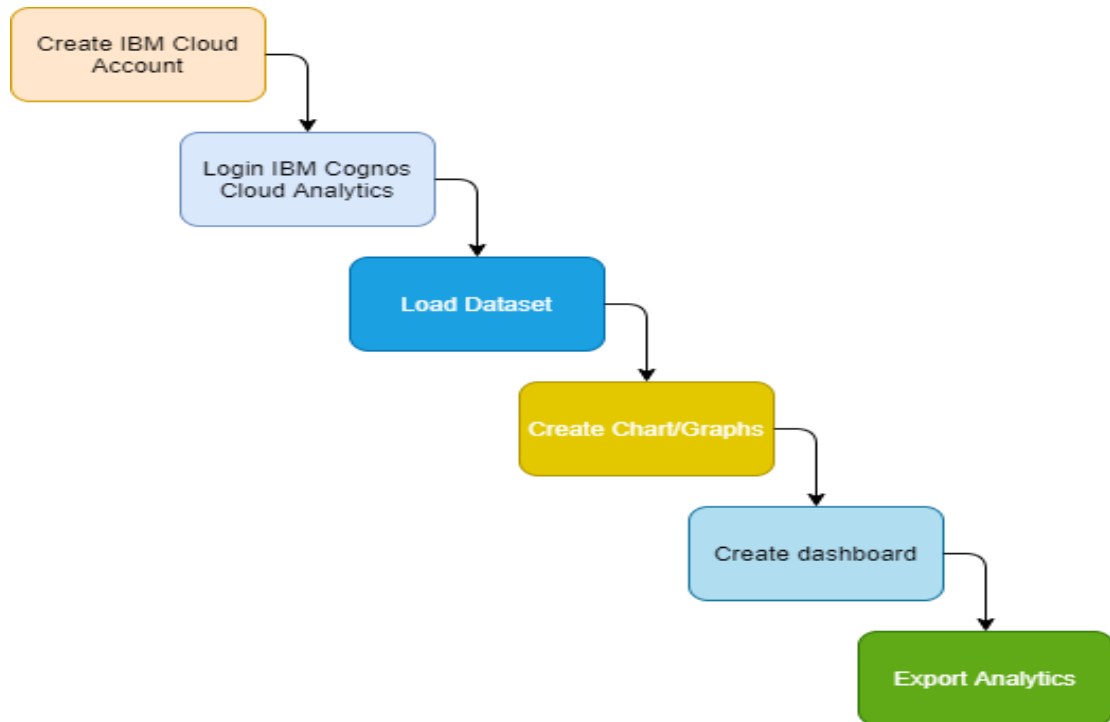 Create IBM Cloud
Account
Login IBM Cognos
Cloud Analytics
Load Dataset
Create Chart/Graphs
Create dashboard
Export Analytics